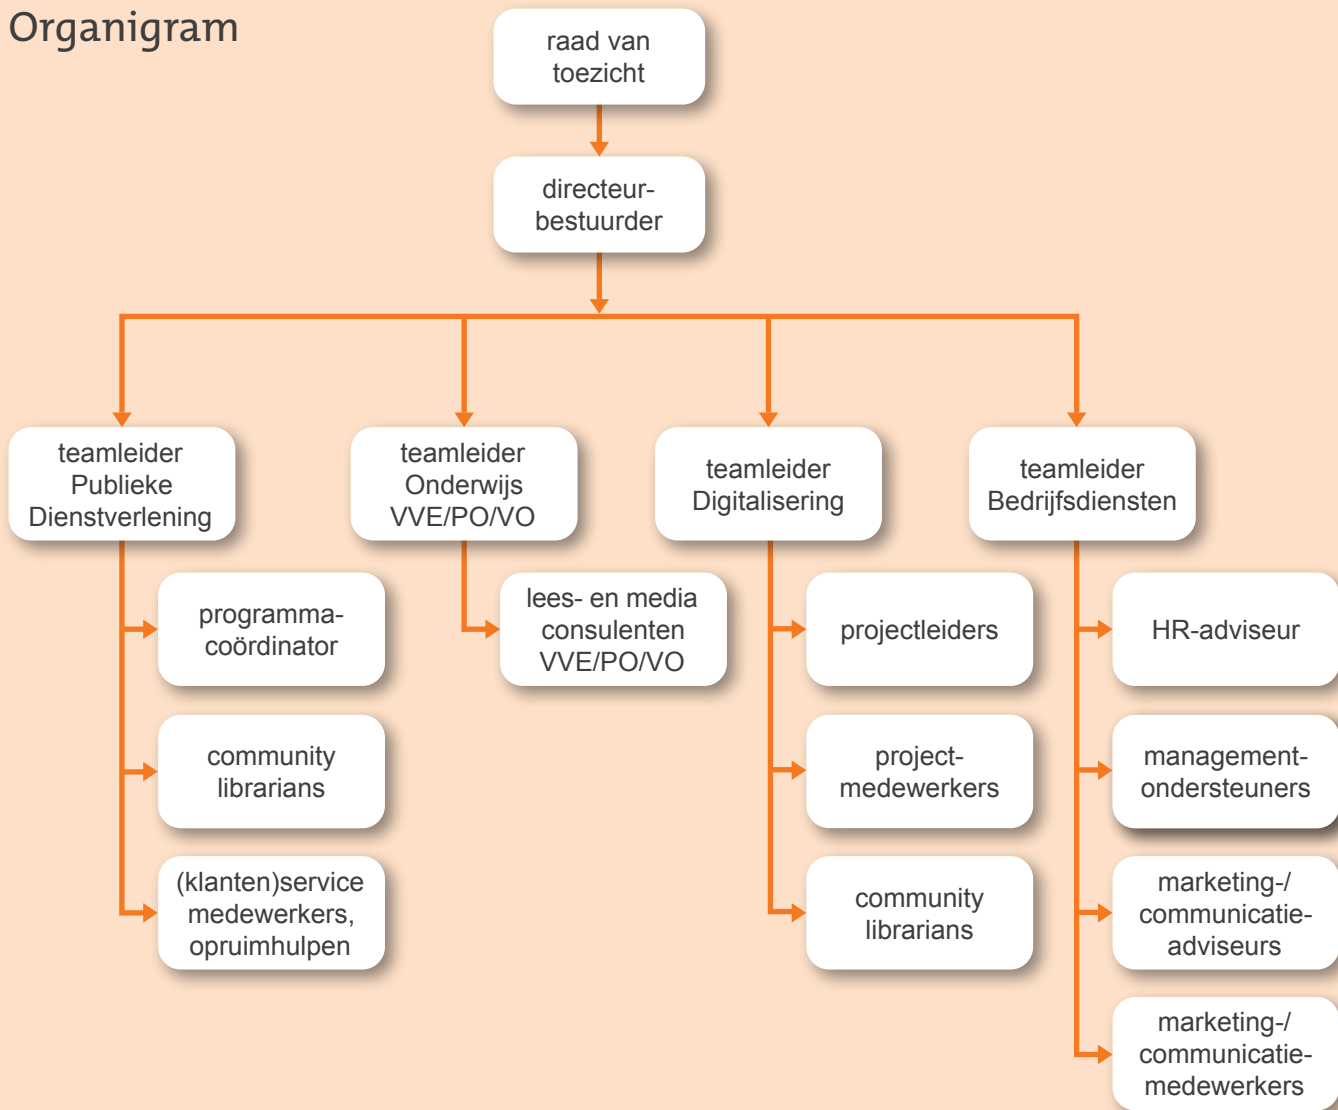 Organigram
raad van
toezicht
directeur-
bestuurder
teamleider
Publieke
Dienstverlening
teamleider
Onderwijs
VVE/PO/VO
teamleider
Digitalisering
teamleider
Bedrijfsdiensten
programma-
coördinator
community
librarians
(klanten)service
medewerkers,
opruimhulpen
lees- en media
consulenten
VVE/PO/VO
projectleiders
project-
medewerkers
community
librarians
HR-adviseur
management-
ondersteuners
marketing-/
communicatie-
adviseurs
marketing-/
communicatie-
medewerkers